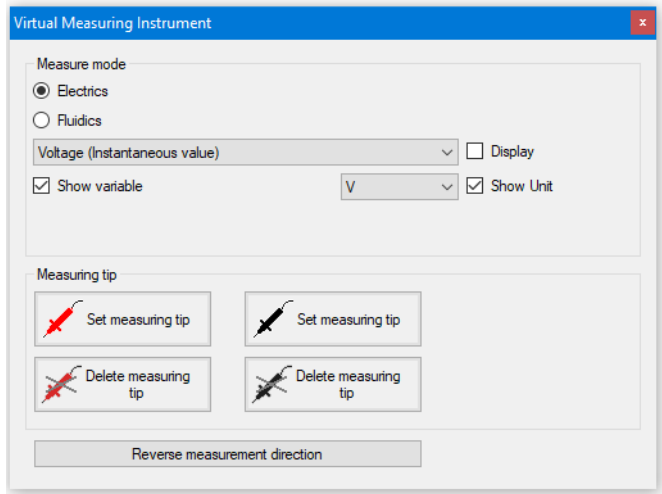 Virtual Measuring Instrument
x
Measure mode
Electrics
Fluidics
Voltage (Instantaneous value)
Display
Show variable
V
Show Unit
Measuring tip
Set measuring tip
Set measuring tip
Delete measuring
tip
Delete measuring
tip
Reverse measurement direction